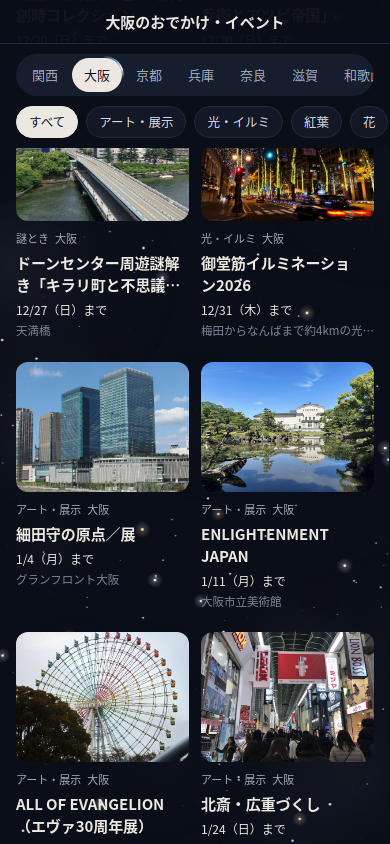 大阪のおでかけ・イベント
関西 大阪 京都 兵庫 奈良 滋賀 和歌
すべて アート・展示 光・イルミ 紅葉 花
謎とき 大阪
ドーンセンター周遊謎解
き「キラリ町と不思議…
12/27（日）まで
天満橋
光・イルミ 大阪
御堂筋イルミネーショ
ン2026
12/31（木）まで
梅田からなんばまで約4kmの光…
アート・展示 大阪
細田守の原点／展
1/4（月）まで
グランフロント大阪
アート・展示 大阪
ENLIGHTENMENT
JAPAN
1/11（月）まで
大阪市立美術館
アート・展示 大阪
ALL OF EVANGELION
（エヴァ30周年展）
アート・展示 大阪
北斎・広重づくし
1/24（日）まで